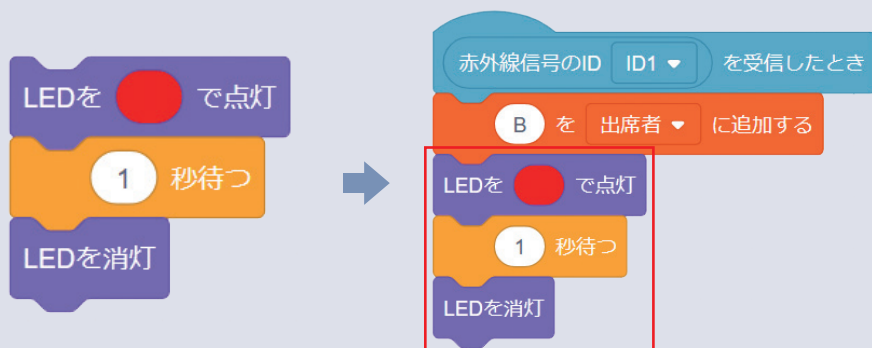 LEDを で点灯
1 秒待つ
LEDを消灯
赤外線信号のID ID1 を受信したとき
B を 出席者 に追加する
LEDを で点灯
1 秒待つ
LEDを消灯